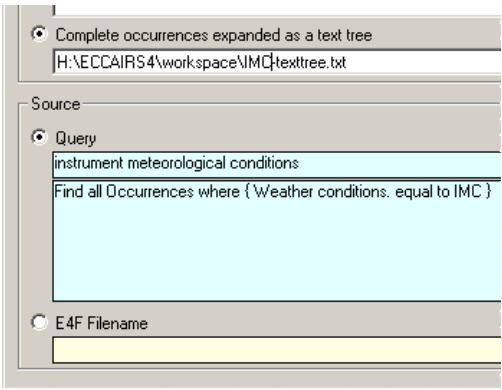 Complete occurrences expanded as a text tree
H:\ECCAIRS4\workspace\IMC-texttree.txt
Source
Query
instrument meteorological conditions
Find all Occurrences where { Weather conditions. equal to IMC }
E4F Filename